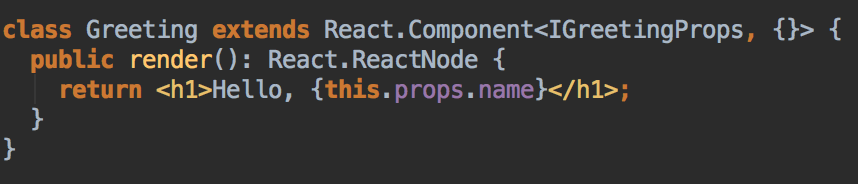 class Greeting extends React.Component<IGreetingProps, {}> {
  public render(): React.ReactNode {
    return <h1>Hello, {this.props.name}</h1>;
  }
}